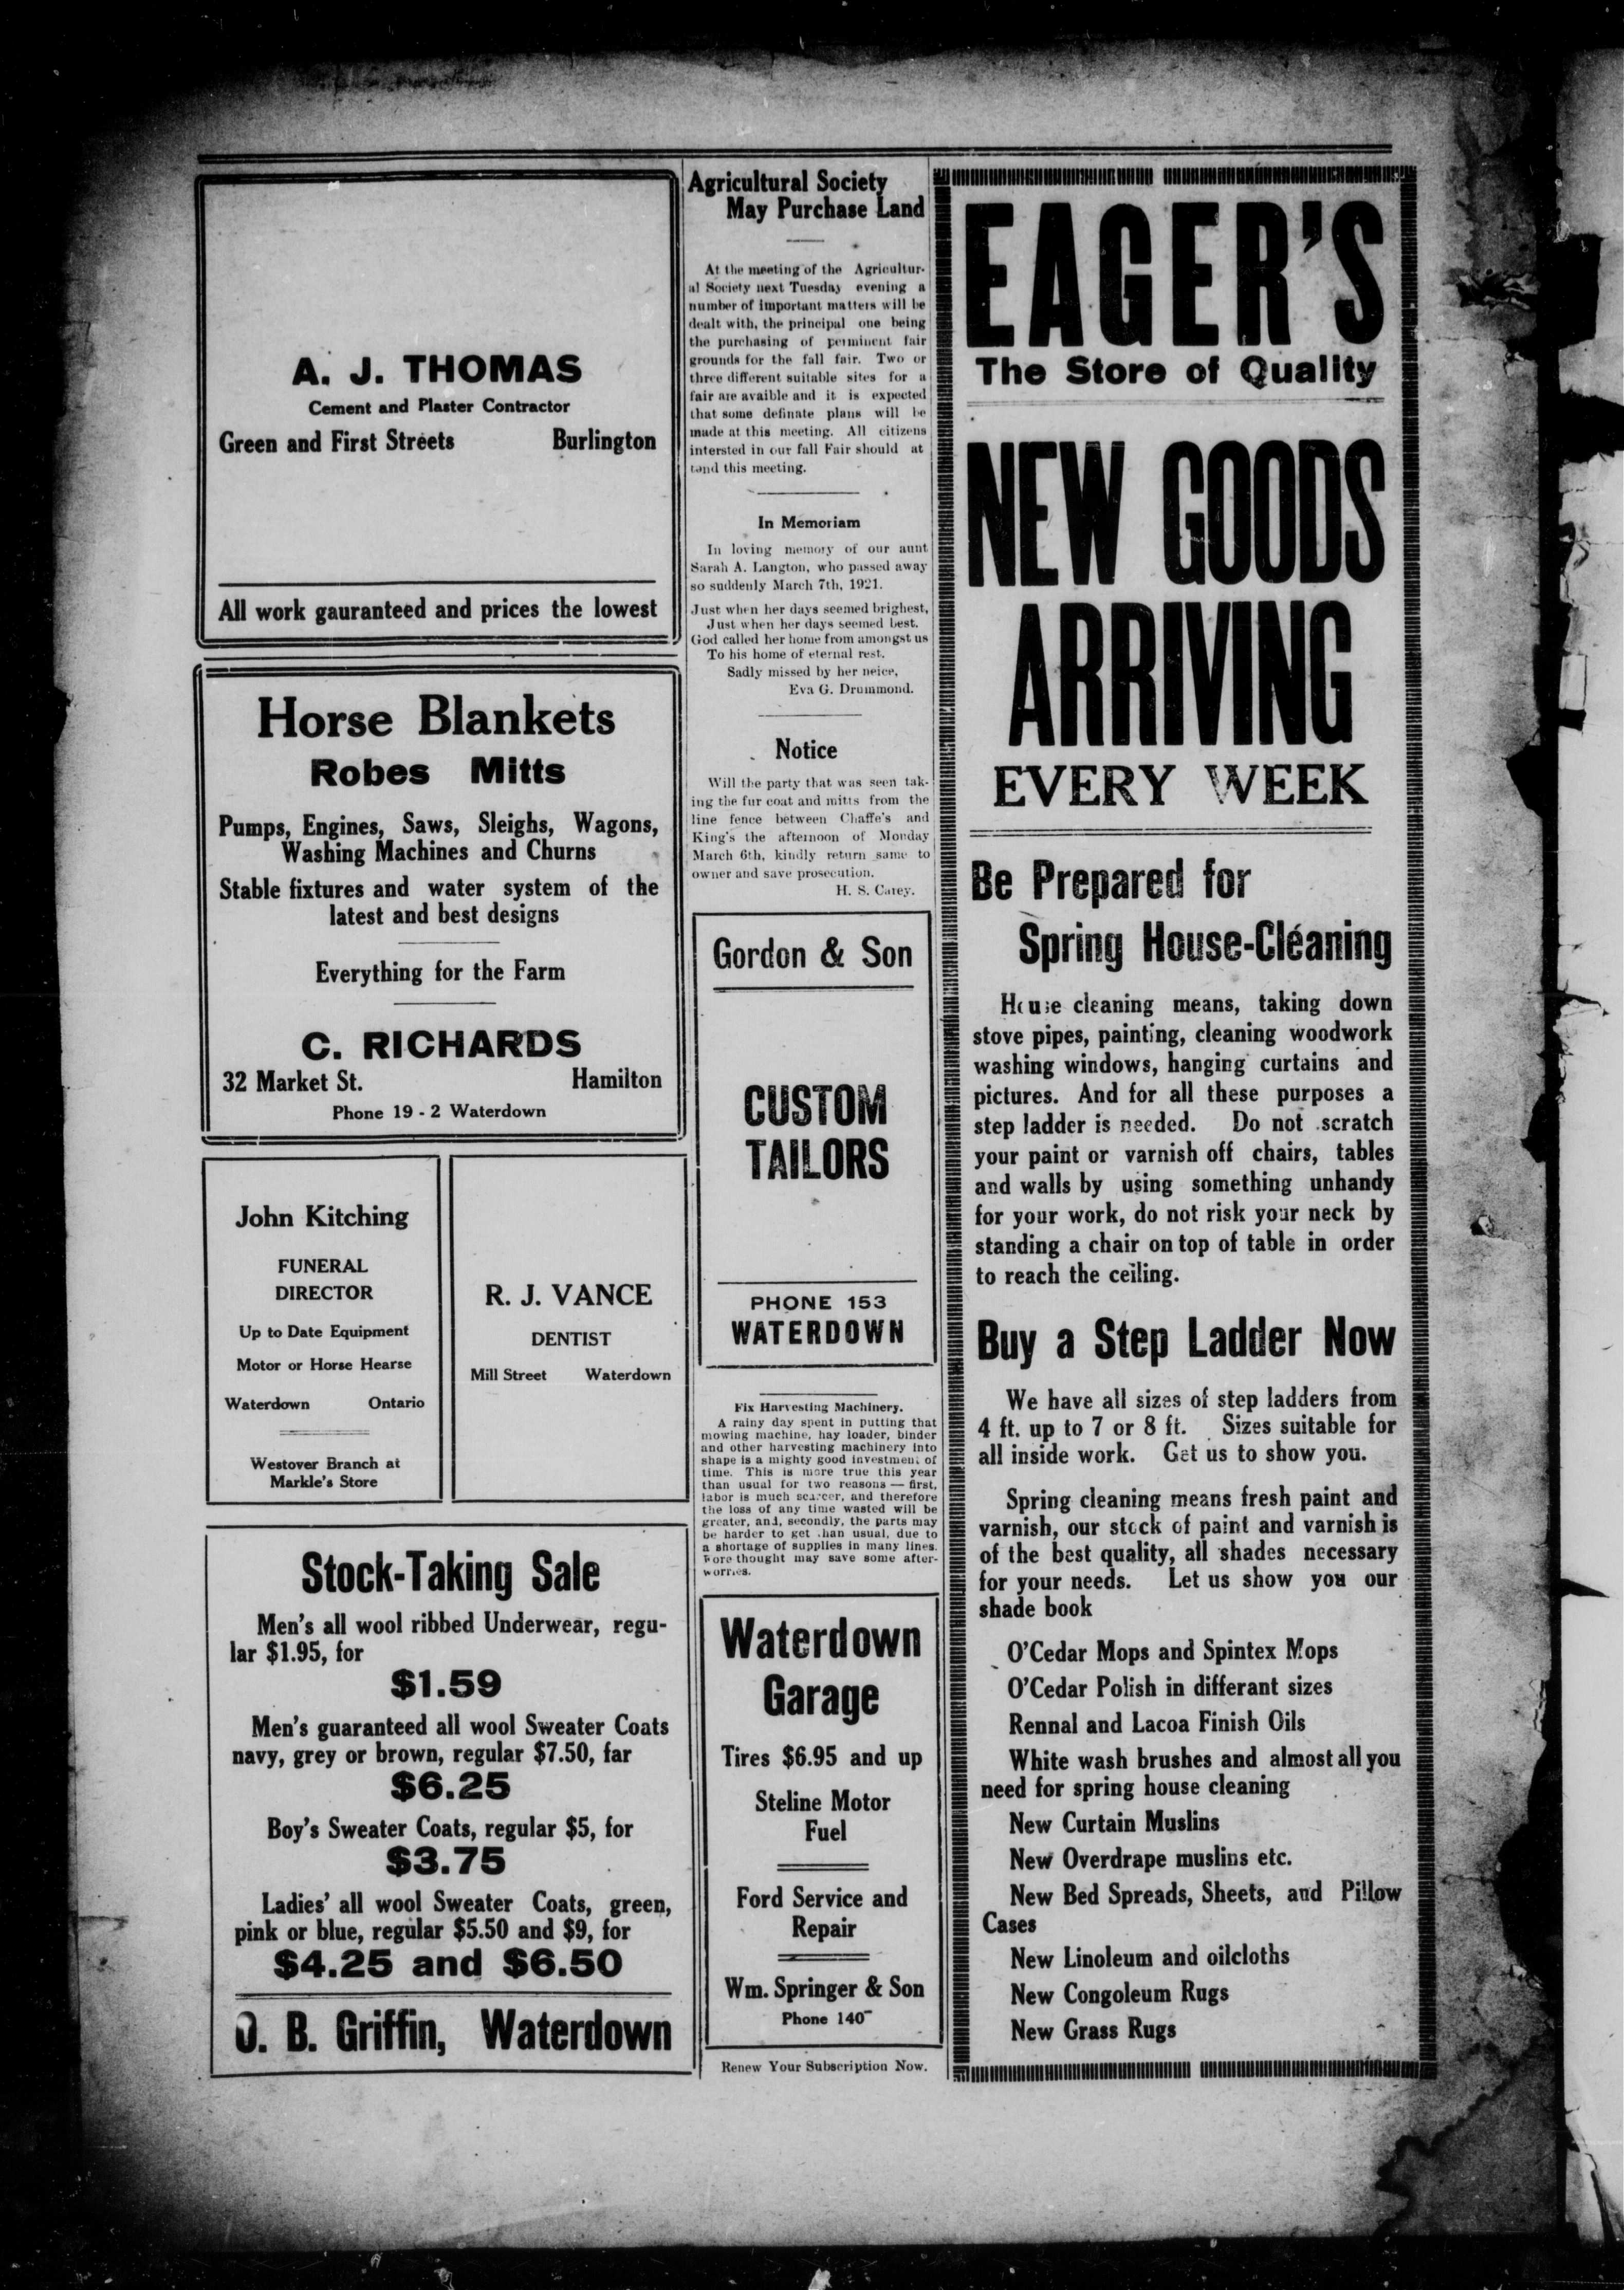 A. J. THOMAS
Cement and Plaster Contractor
Green and First Streets Burlington
All work gauranteed and prices the lowest
Horse Blankets
Robes Mitts
Pumps, Engines, Saws, Sleighs, Wagons,
Washing Machines and Churns
Stable fixtures and water system of the
latest and best designs
Everything for the Farm
C. RICHARDS
32 Market St. Hamilton
Phone 19 - 2 Waterdown
John Kitching
FUNERAL
DIRECTOR
Up to Date Equipment
Motor or Horse Hearse
Waterdown Ontario
Westover Branch at
Markle's Store
R. J. VANCE
DENTIST
Mill Street Waterdown
Stock-Taking Sale
Men's all wool ribbed Underwear, regu-
lar $1.95, for
$1.59
Men's guaranteed all wool Sweater Coats
navy, grey or brown, regular $7.50, far
$6.25
Boy's Sweater Coats, regular $5, for
$3.75
Ladies' all wool Sweater Coats, green,
pink or blue, regular $5.50 and $9, for
$4.25 and $6.50
O. B. Griffin, Waterdown
Agricultural Society
May Purchase Land
At the meeting of the Agricultur-
al Society next Tuesday evening a
number of important matters will be
dealt with, the principal one being
the purchasing of perminent fair
grounds for the fall fair. Two or
three different suitable sites for a
fair are avaible and it is expected
that some definate plans will be
made at this meeting. All citizens
intersted in our fall Fair should at
tend this meeting.
In Memoriam
In loving memory of our aunt
Sarah A. Langton, who passed away
so suddenly March 7th, 1921.
Just when her days seemed brighest,
Just when her days seemed best.
God called her home from amongst us
To his home of eternal rest.
Sadly missed by her neice,
Eva G. Drummond.
Notice
Will the party that was seen tak-
ing the fur coat and mitts from the
line fence between Chaffe's and
King's the afternoon of Monday
March 6th, kindly return same to
owner and save prosecution.
H. S. Carey.
Gordon & Son
CUSTOM
TAILORS
PHONE 153
WATERDOWN
Fix Harvesting Machinery.
A rainy day spent in putting that
mowing machine, hay loader, binder
and other harvesting machinery into
shape is a mighty good investment of
time. This is more true this year
than usual for two reasons — first,
labor is much scarcer, and therefore
the loss of any time wasted will be
greater, and, secondly, the parts may
be harder to get than usual, due to
a shortage of supplies in many lines.
Fore thought may save some after-
worries.
Waterdown
Garage
Tires $6.95 and up
Steline Motor
Fuel
Ford Service and
Repair
Wm. Springer & Son
Phone 140
Renew Your Subscription Now.
EAGER'S
The Store of Quality
NEW GOODS
ARRIVING
EVERY WEEK
Be Prepared for
Spring House-Cleaning
House cleaning means, taking down
stove pipes, painting, cleaning woodwork
washing windows, hanging curtains and
pictures. And for all these purposes a
step ladder is needed. Do not scratch
your paint or varnish off chairs, tables
and walls by using something unhandy
for your work, do not risk your neck by
standing a chair on top of table in order
to reach the ceiling.
Buy a Step Ladder Now
We have all sizes of step ladders from
4 ft. up to 7 or 8 ft. Sizes suitable for
all inside work. Get us to show you.
Spring cleaning means fresh paint and
varnish, our stock of paint and varnish is
of the best quality, all shades necessary
for your needs. Let us show you our
shade book
O'Cedar Mops and Spintex Mops
O'Cedar Polish in differant sizes
Rennal and Lacoa Finish Oils
White wash brushes and almost all you
need for spring house cleaning
New Curtain Muslins
New Overdrape muslins etc.
New Bed Spreads, Sheets, and Pillow
Cases
New Linoleum and oilcloths
New Congoleum Rugs
New Grass Rugs